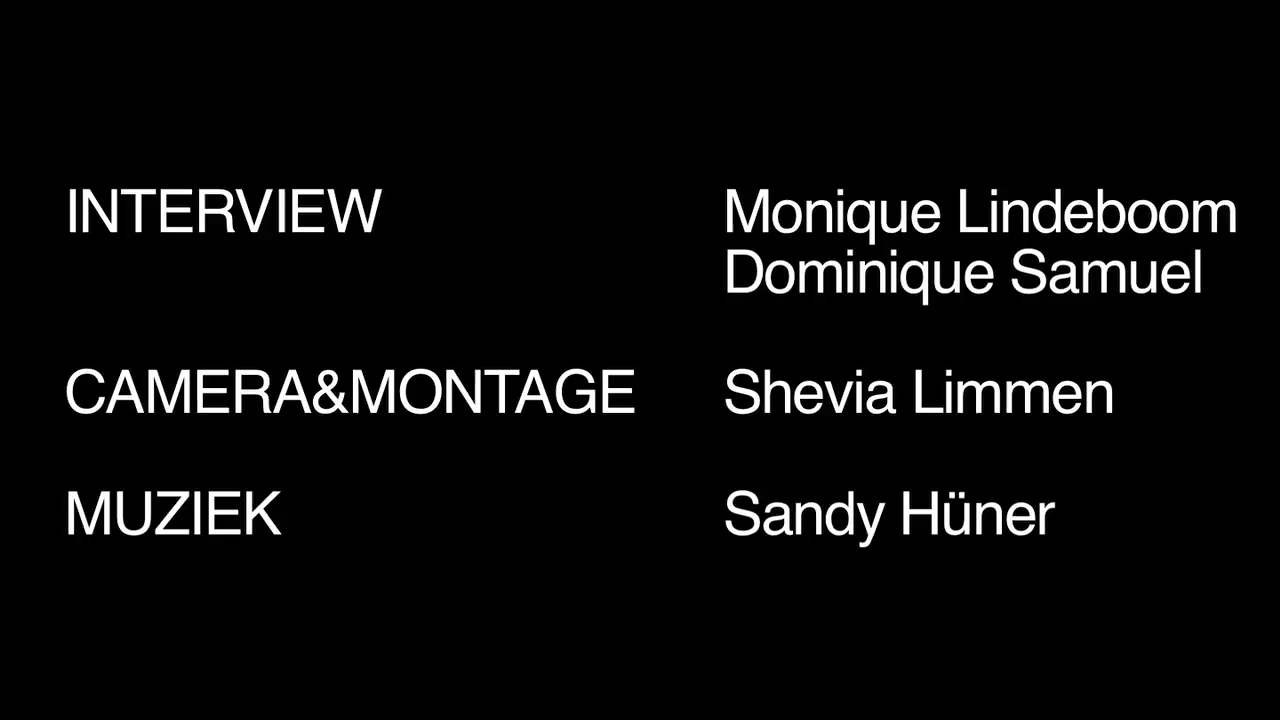 INTERVIEW Monique Lindeboom
Dominique Samuel
CAMERA&MONTAGE Shevia Limmen
MUZIEK Sandy Hüner